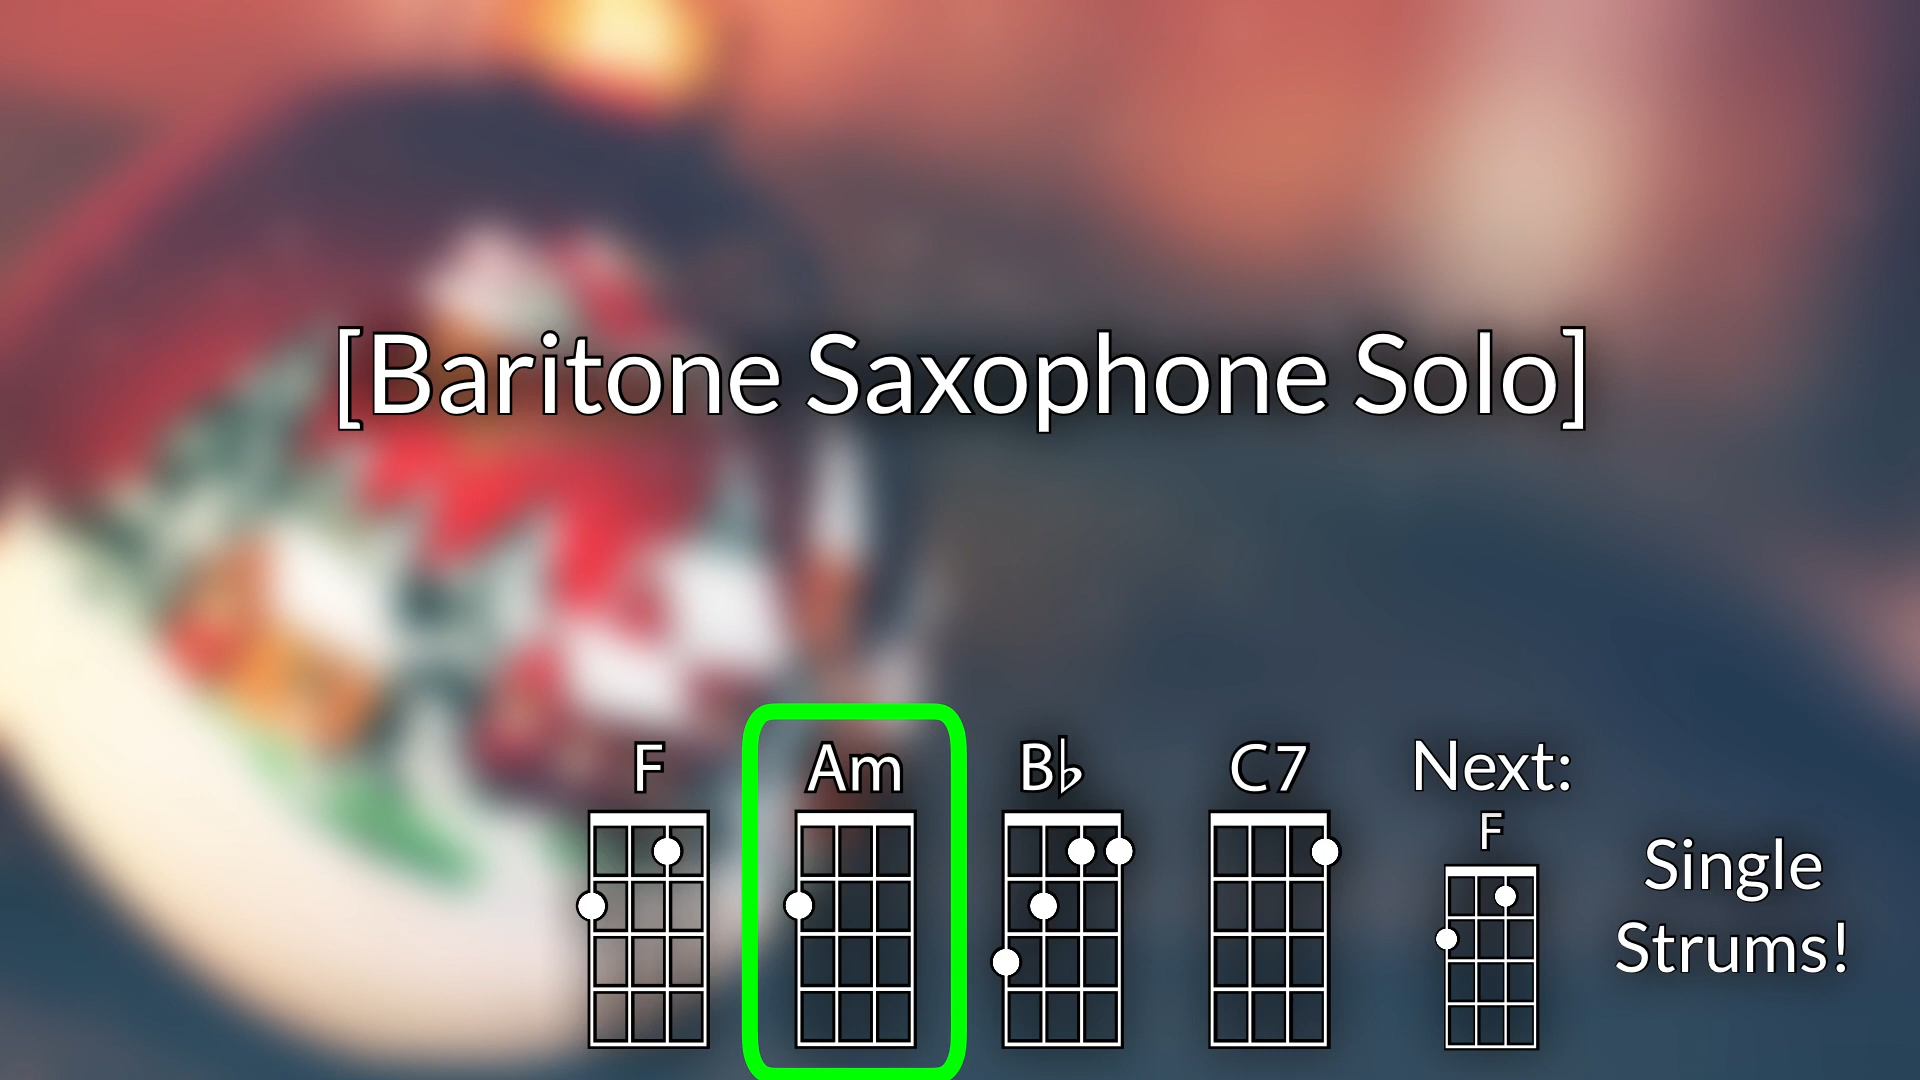 [Baritone Saxophone Solo]
F Am B♭ C7 Next:
F
Single
Strums!